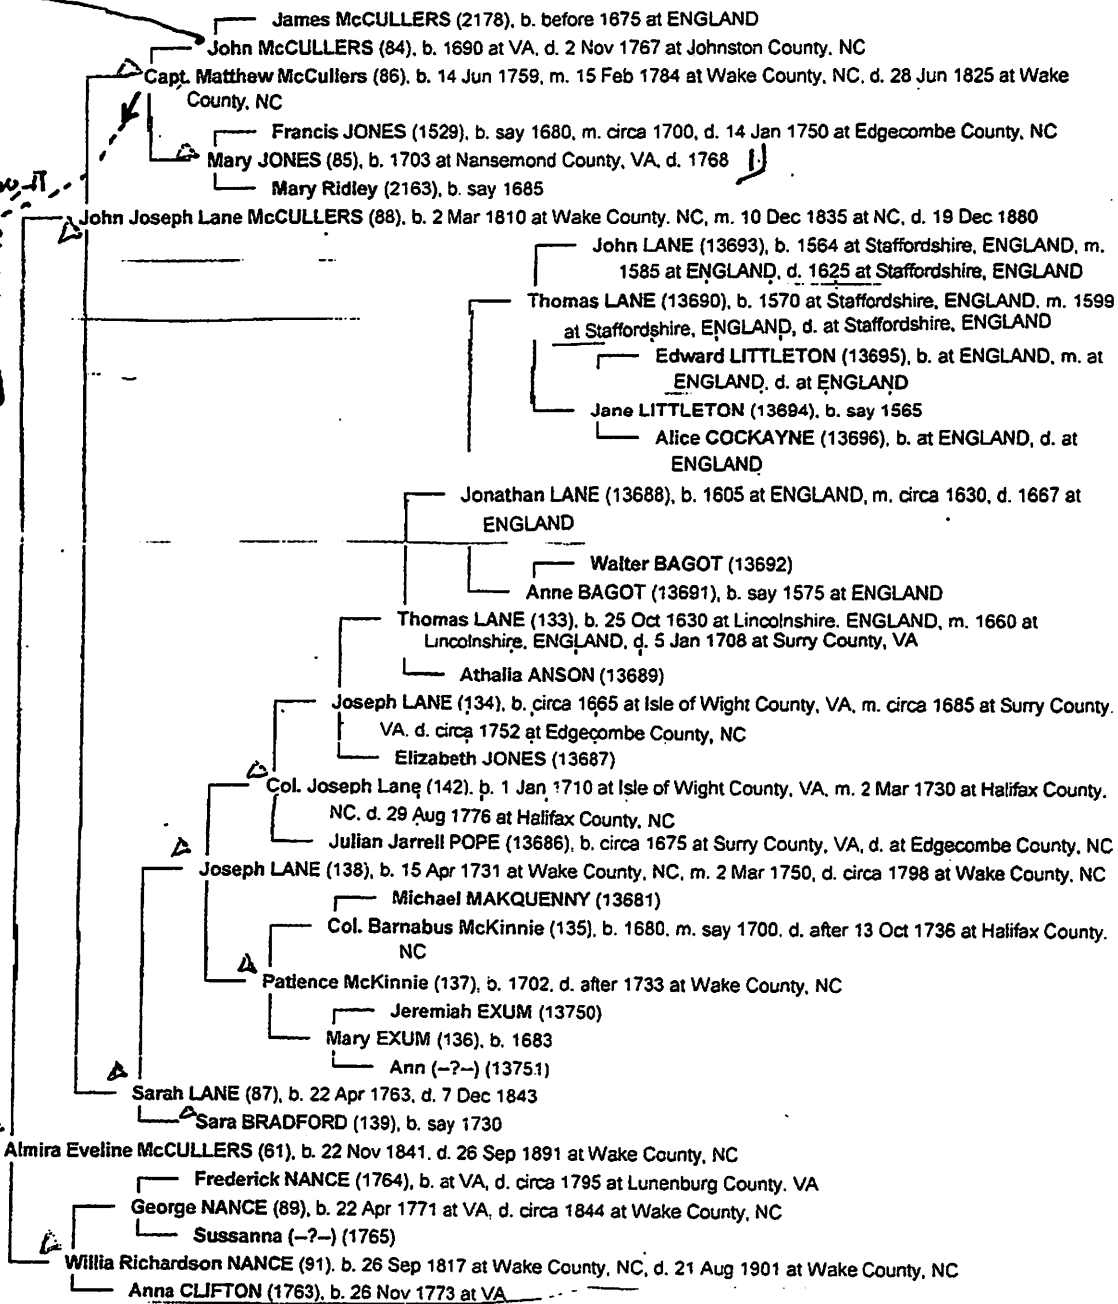 James McCULLERS (2178), b. before 1675 at ENGLAND
John McCULLERS (84), b. 1690 at VA, d. 2 Nov 1767 at Johnston County, NC
Capt. Matthew McCullers (86), b. 14 Jun 1759, m. 15 Feb 1784 at Wake County, NC, d. 28 Jun 1825 at Wake
County, NC
Francis JONES (1529), b. say 1680, m. circa 1700, d. 14 Jan 1750 at Edgecombe County, NC
Mary JONES (85), b. 1703 at Nansemond County, VA, d. 1768
Mary Ridley (2163), b. say 1685
John Joseph Lane McCULLERS (88), b. 2 Mar 1810 at Wake County, NC, m. 10 Dec 1835 at NC, d. 19 Dec 1880
John LANE (13693), b. 1564 at Staffordshire, ENGLAND, m.
1585 at ENGLAND, d. 1625 at Staffordshire, ENGLAND
Thomas LANE (13690), b. 1570 at Staffordshire, ENGLAND, m. 1599
at Staffordshire, ENGLAND, d. at Staffordshire, ENGLAND
Edward LITTLETON (13695), b. at ENGLAND, m. at
ENGLAND, d. at ENGLAND
Jane LITTLETON (13694), b. say 1565
Alice COCKAYNE (13696), b. at ENGLAND, d. at
ENGLAND
Jonathan LANE (13688), b. 1605 at ENGLAND, m. circa 1630, d. 1667 at
ENGLAND
Walter BAGOT (13692)
Anne BAGOT (13691), b. say 1575 at ENGLAND
Thomas LANE (133), b. 25 Oct 1630 at Lincolnshire, ENGLAND, m. 1660 at
Lincolnshire, ENGLAND, d. 5 Jan 1708 at Surry County, VA
Athalia ANSON (13689)
Joseph LANE (134), b. circa 1665 at Isle of Wight County, VA, m. circa 1685 at Surry County,
VA, d. circa 1752 at Edgecombe County, NC
Elizabeth JONES (13687)
Col. Joseph Lane (142), b. 1 Jan 1710 at Isle of Wight County, VA, m. 2 Mar 1730 at Halifax County,
NC, d. 29 Aug 1776 at Halifax County, NC
Julian Jarrell POPE (13686), b. circa 1675 at Surry County, VA, d. at Edgecombe County, NC
Joseph LANE (138), b. 15 Apr 1731 at Wake County, NC, m. 2 Mar 1750, d. circa 1798 at Wake County, NC
Michael MAKQUENNY (13681)
Col. Barnabus McKinnie (135), b. 1680, m. say 1700, d. after 13 Oct 1736 at Halifax County,
NC
Patience McKinnie (137), b. 1702, d. after 1733 at Wake County, NC
Jeremiah EXUM (13750)
Mary EXUM (136), b. 1683
Ann (–?–) (13751)
Sarah LANE (87), b. 22 Apr 1763, d. 7 Dec 1843
Sara BRADFORD (139), b. say 1730
Almira Eveline McCULLERS (61), b. 22 Nov 1841, d. 26 Sep 1891 at Wake County, NC
Frederick NANCE (1764), b. at VA, d. circa 1795 at Lunenburg County, VA
George NANCE (89), b. 22 Apr 1771 at VA, d. circa 1844 at Wake County, NC
Sussanna (–?–) (1765)
Willia Richardson NANCE (91), b. 26 Sep 1817 at Wake County, NC, d. 21 Aug 1901 at Wake County, NC
Anna CLIFTON (1763), b. 26 Nov 1773 at VA